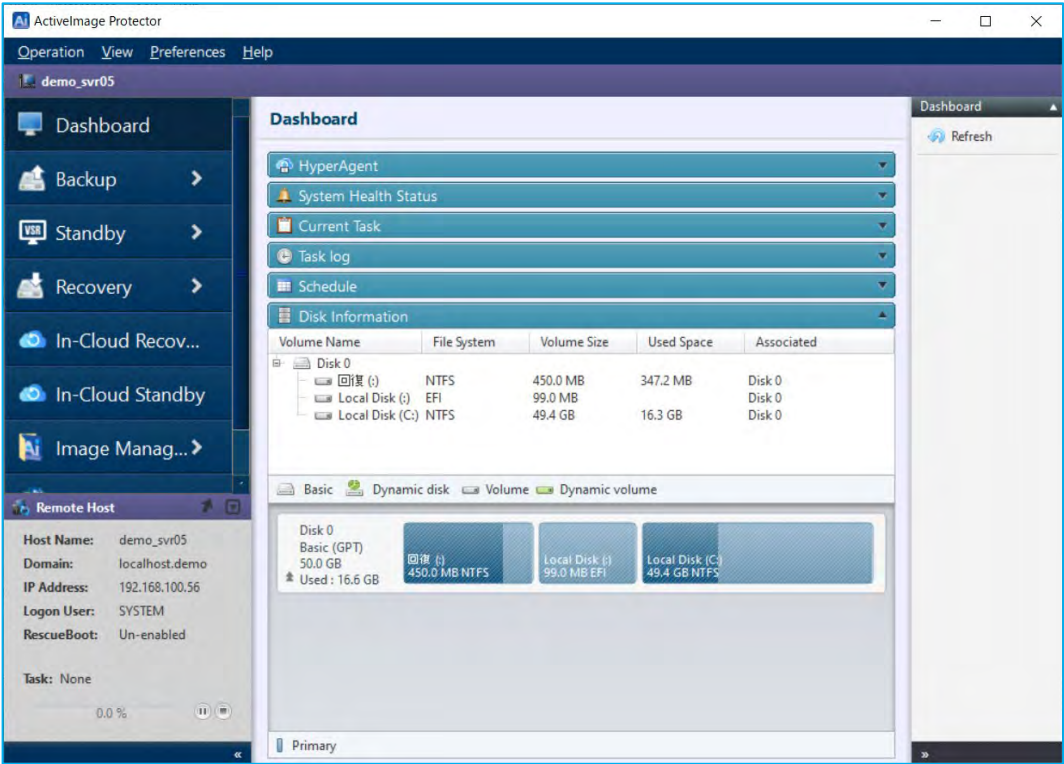 ActiveImage Protector
Operation View Preferences Help
demo_svr05
Dashboard
Backup
Standby
Recovery
In-Cloud Recov...
In-Cloud Standby
Image Manag...
Remote Host
Host Name: demo_svr05
Domain: localhost.demo
IP Address: 192.168.100.56
Logon User: SYSTEM
RescueBoot: Un-enabled
Task: None
0.0 %
Dashboard
HyperAgent
System Health Status
Current Task
Task log
Schedule
Disk Information
Volume Name File System Volume Size Used Space Associated
Disk 0
回復 (:) NTFS 450.0 MB 347.2 MB Disk 0
Local Disk (:) EFI 99.0 MB Disk 0
Local Disk (C:) NTFS 49.4 GB 16.3 GB Disk 0
Basic Dynamic disk Volume Dynamic volume
Disk 0
Basic (GPT)
50.0 GB
Used : 16.6 GB
回復 (:)
450.0 MB NTFS
Local Disk (:)
99.0 MB EFI
Local Disk (C:)
49.4 GB NTFS
Primary
Dashboard
Refresh